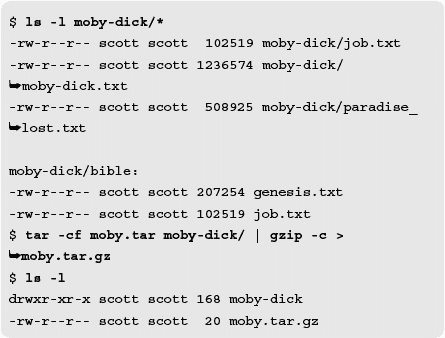 $ ls -l moby-dick/*
-rw-r--r-- scott scott  102519 moby-dick/job.txt
-rw-r--r-- scott scott 1236574 moby-dick/
➥moby-dick.txt
-rw-r--r-- scott scott  508925 moby-dick/paradise_
➥lost.txt

moby-dick/bible:
-rw-r--r-- scott scott 207254 genesis.txt
-rw-r--r-- scott scott 102519 job.txt
$ tar -cf moby.tar moby-dick/ | gzip -c >
➥moby.tar.gz
$ ls -l
drwxr-xr-x scott scott 168 moby-dick
-rw-r--r-- scott scott  20 moby.tar.gz